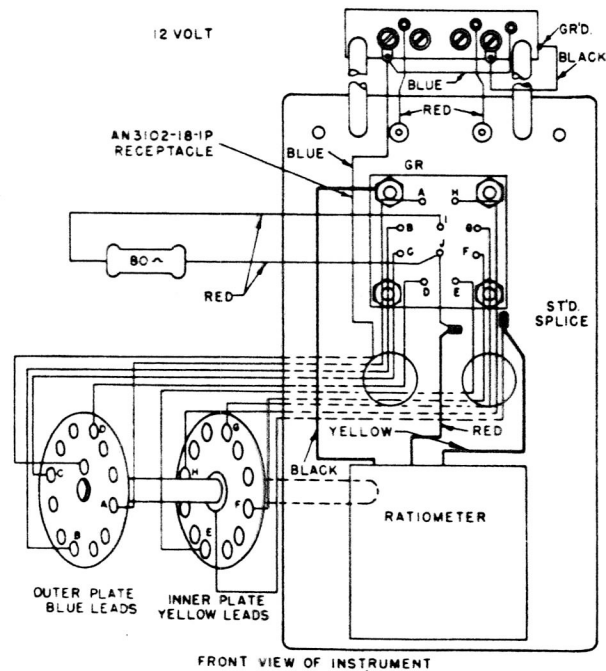 12 VOLT
GR'D.
BLACK
BLUE
RED
AN3102-18-1P
RECEPTACLE
BLUE
GR
A H
I
B G
J
C F
D E
80~
RED
ST'D.
SPLICE
YELLOW
RED
BLACK
D
G
C
H
A
F
B
E
RATIOMETER
OUTER PLATE
BLUE LEADS
INNER PLATE
YELLOW LEADS
FRONT VIEW OF INSTRUMENT